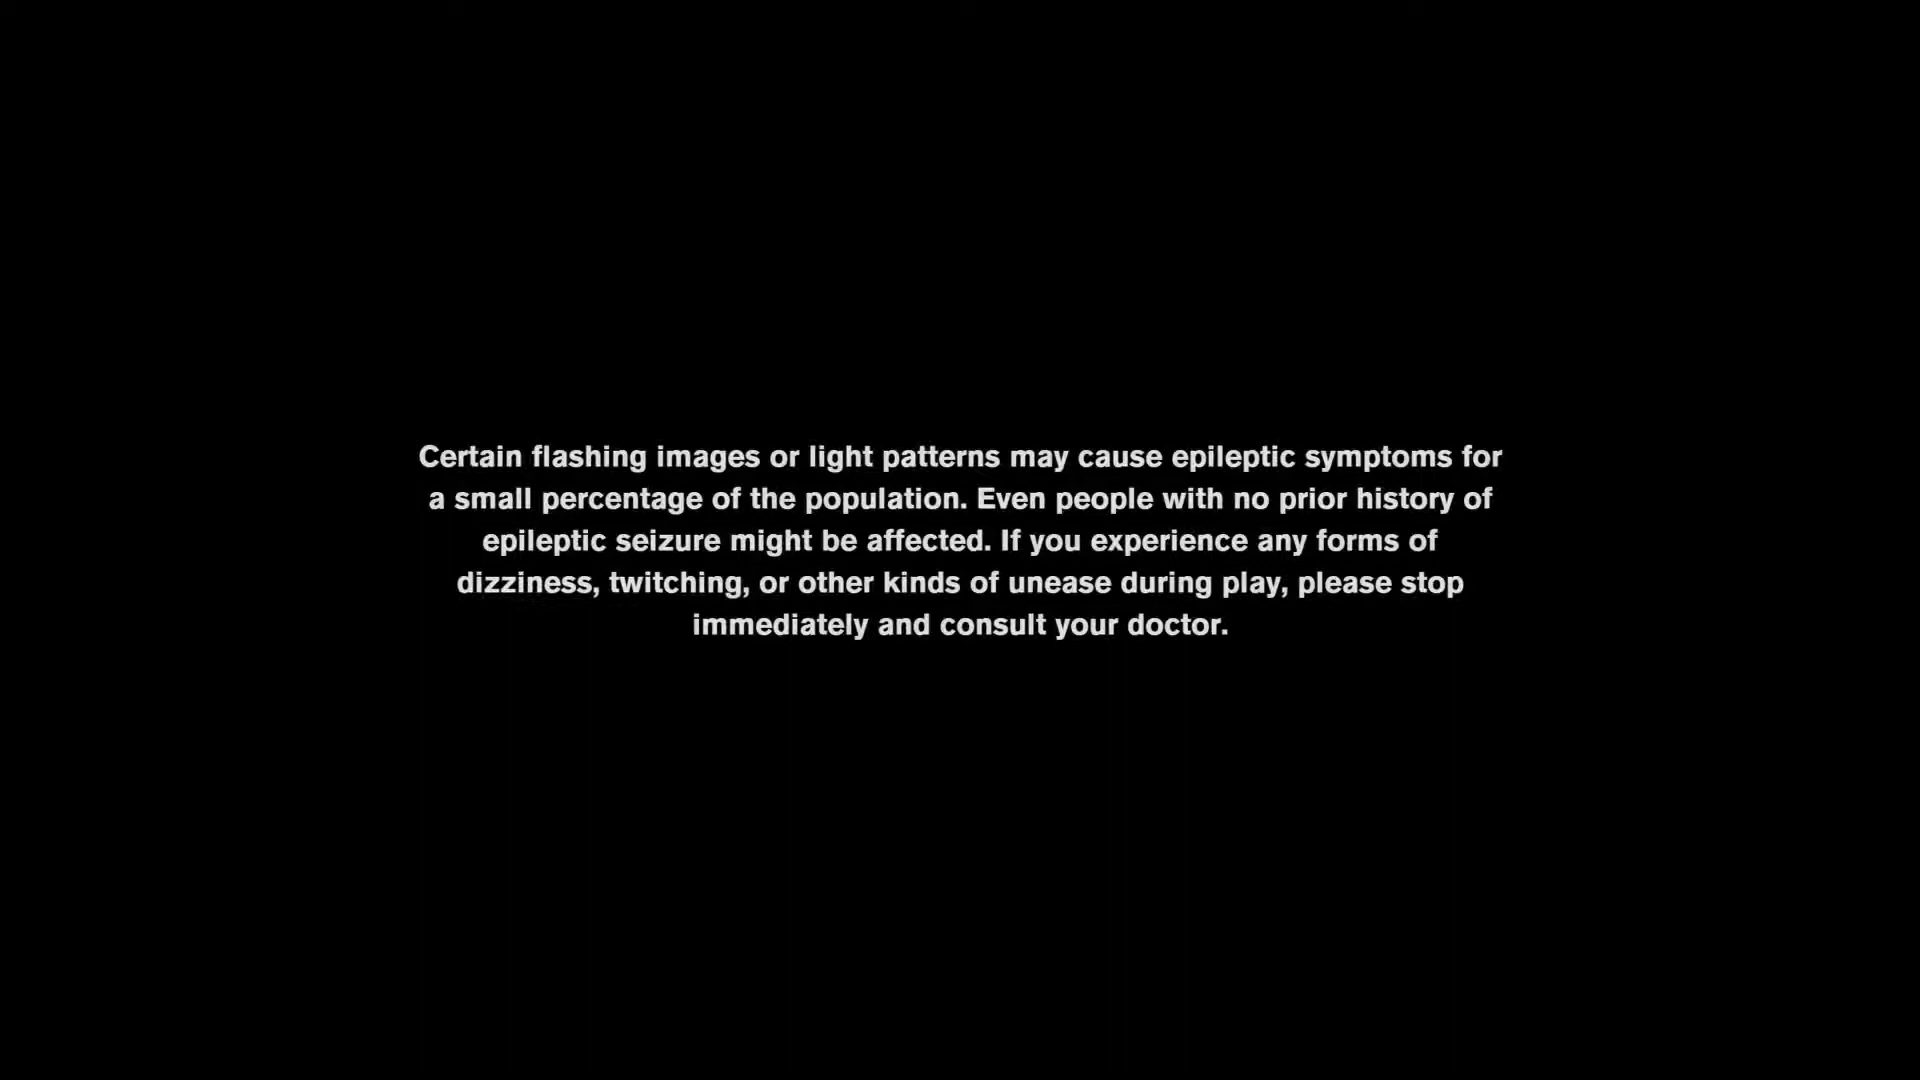 Certain flashing images or light patterns may cause epileptic symptoms for
a small percentage of the population. Even people with no prior history of
epileptic seizure might be affected. If you experience any forms of
dizziness, twitching, or other kinds of unease during play, please stop
immediately and consult your doctor.